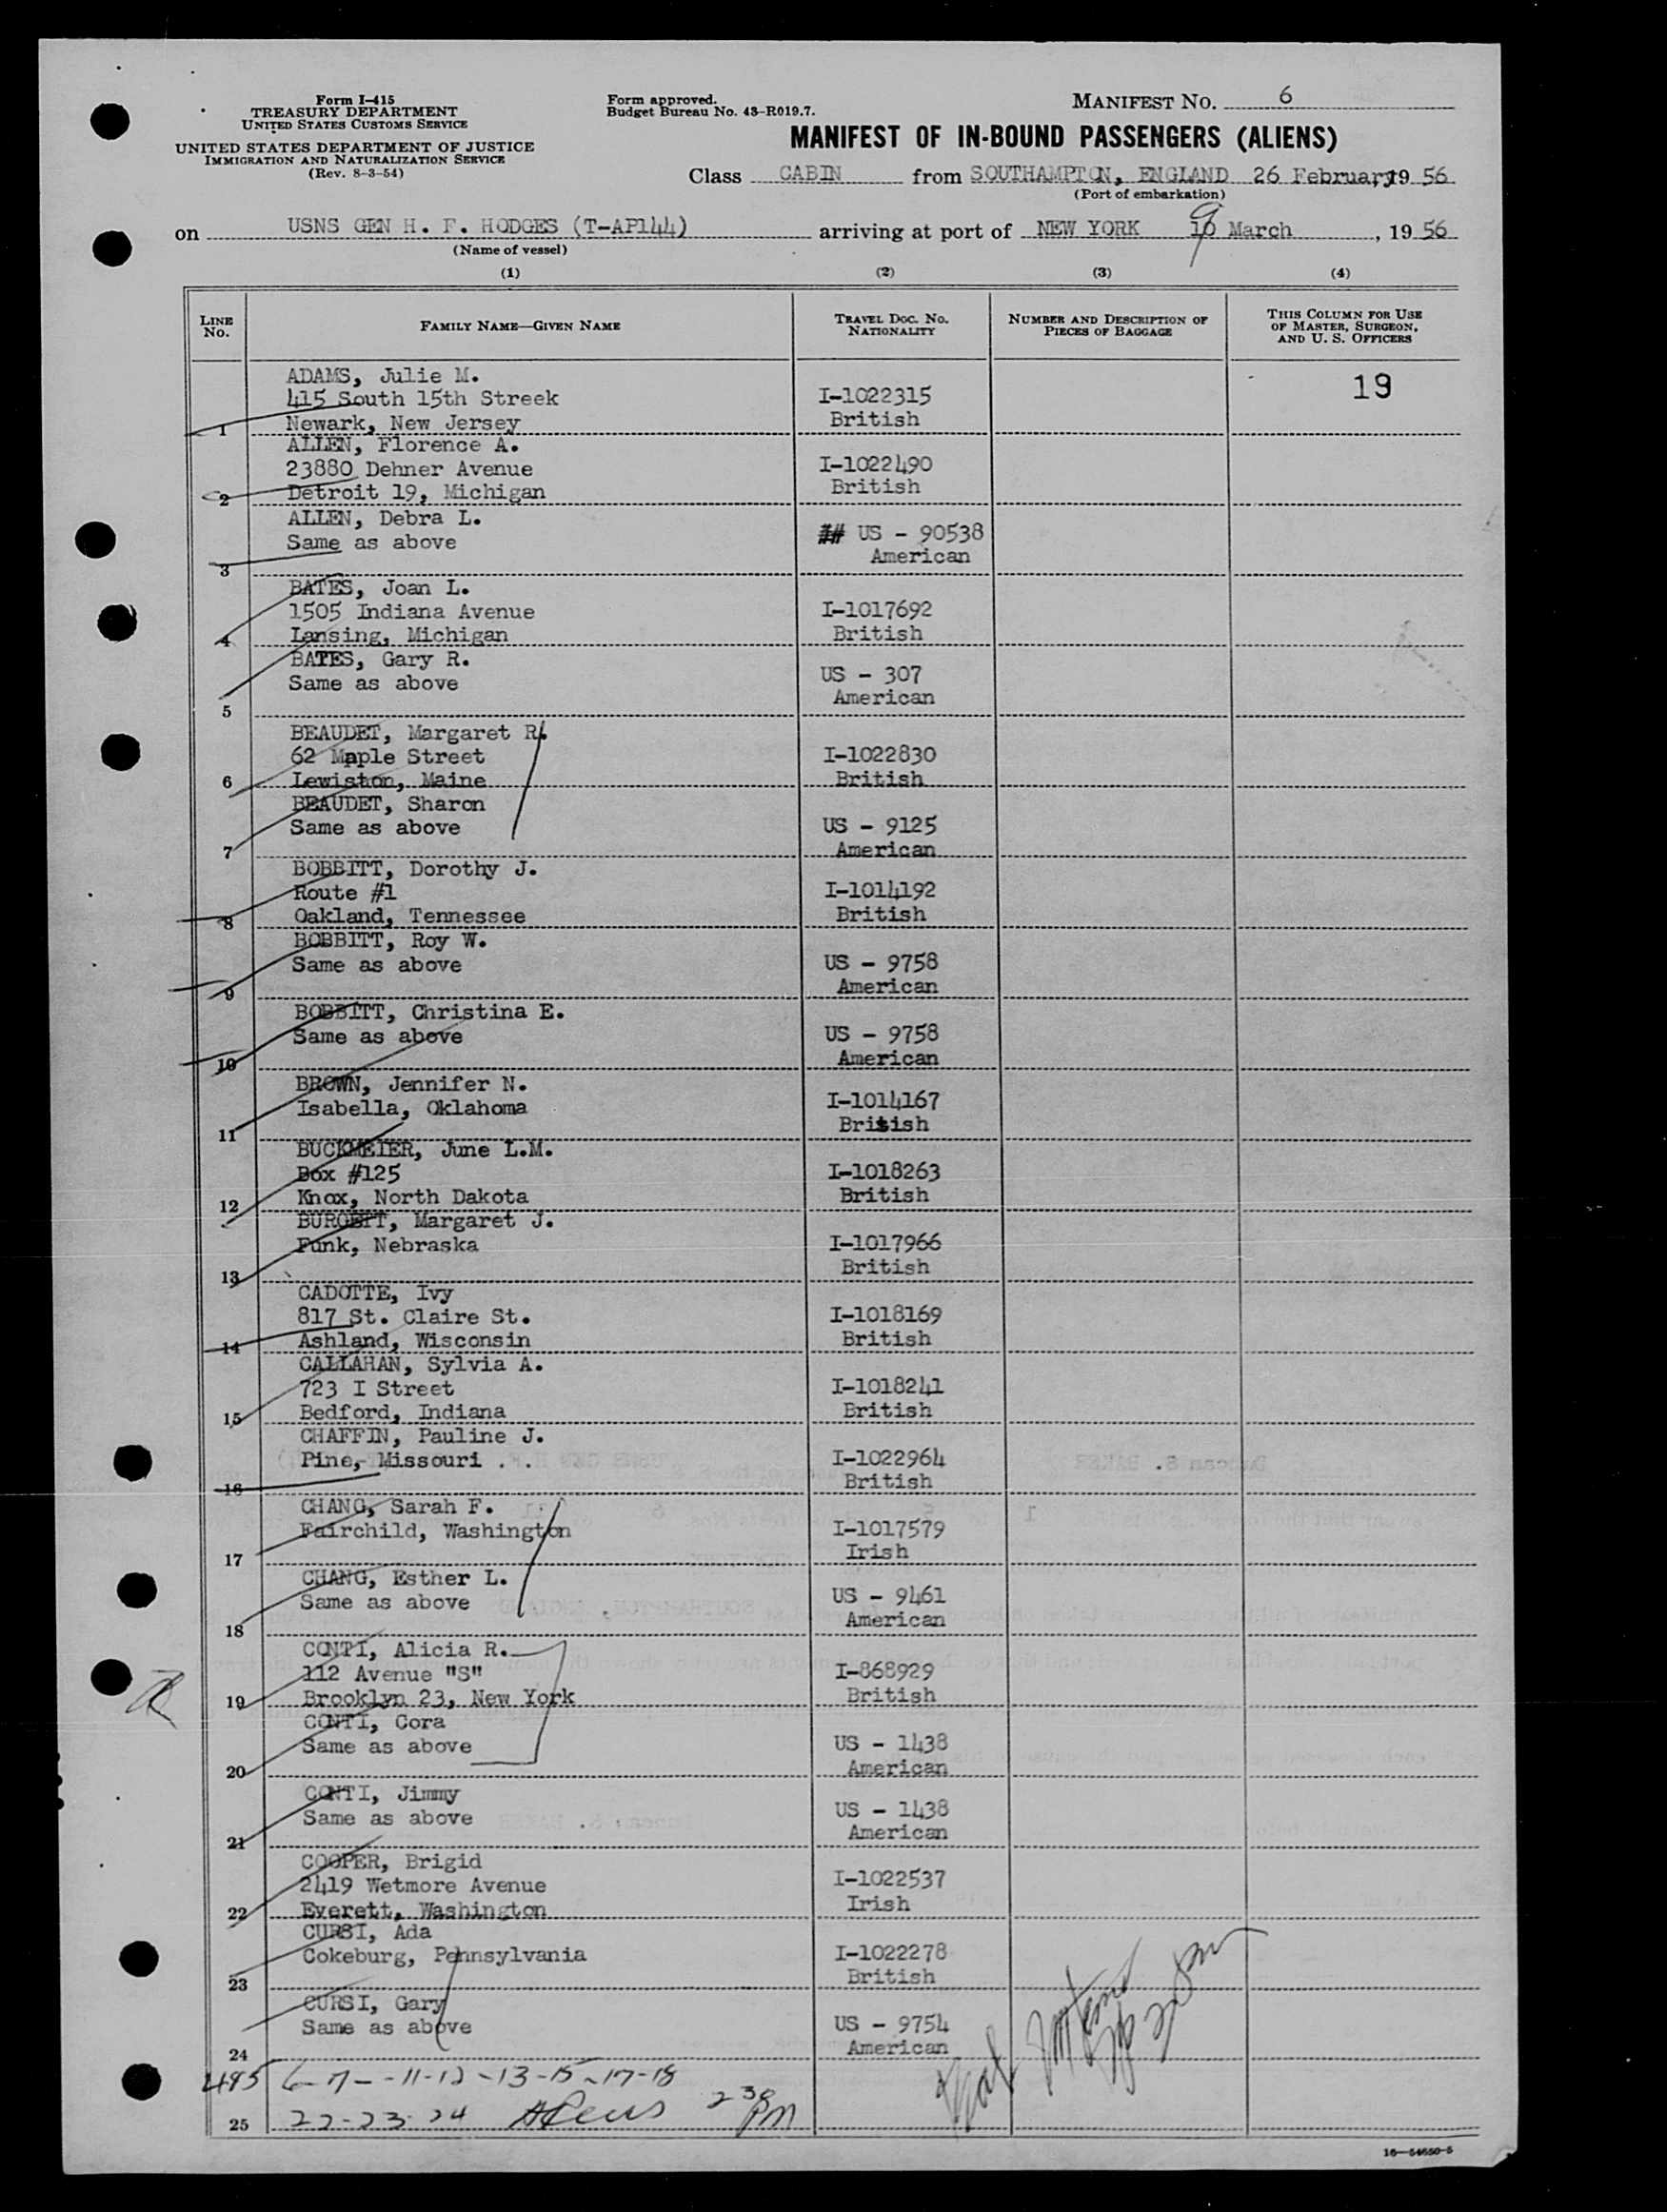 Form I-415
TREASURY DEPARTMENT
UNITED STATES CUSTOMS SERVICE
UNITED STATES DEPARTMENT OF JUSTICE
IMMIGRATION AND NATURALIZATION SERVICE
(Rev. 8-3-54)
Form approved.
Budget Bureau No. 43-R019.7.
MANIFEST NO. 6
MANIFEST OF IN-BOUND PASSENGERS (ALIENS)
Class CABIN from SOUTHAMPTON, ENGLAND 26 February, 19 56
(Port of embarkation)
on USNS GEN H. F. HODGES (T-AP144) arriving at port of NEW YORK 9 March, 19 56
(Name of vessel)
(1) (2) (3) (4)
LINE NO.
FAMILY NAME—GIVEN NAME
TRAVEL DOC. NO. NATIONALITY
NUMBER AND DESCRIPTION OF PIECES OF BAGGAGE
THIS COLUMN FOR USE OF MASTER, SURGEON, AND U. S. OFFICERS
ADAMS, Julie M. 19
415 South 15th Streek I-1022315
1 Newark, New Jersey British
ALLEN, Florence A.
23880 Dehner Avenue I-1022490
2 Detroit 19, Michigan British
ALLEN, Debra L.
Same as above ## US - 90538
3 American
BATES, Joan L.
1505 Indiana Avenue I-1017692
4 Lansing, Michigan British
BATES, Gary R.
Same as above US - 307
5 American
BEAUDET, Margaret R.
62 Maple Street I-1022830
6 Lewiston, Maine British
BEAUDET, Sharon
Same as above US - 9125
7 American
BOBBITT, Dorothy J.
Route #1 I-1014192
8 Oakland, Tennessee British
BOBBITT, Roy W.
Same as above US - 9758
9 American
BOBBITT, Christina E.
Same as above US - 9758
10 American
BROWN, Jennifer N.
Isabella, Oklahoma I-1014167
11 British
BUCKMEIER, June L.M.
Box #125 I-1018263
12 Knox, North Dakota British
BURGETT, Margaret J.
Funk, Nebraska I-1017966
13 British
CADOTTE, Ivy
817 St. Claire St. I-1018169
14 Ashland, Wisconsin British
CALLAHAN, Sylvia A.
723 I Street I-1018241
15 Bedford, Indiana British
CHAFFIN, Pauline J.
Pine, Missouri . . I-1022964
16 British
CHANG, Sarah F.
Fairchild, Washington I-1017579
17 Irish
CHANG, Esther L.
Same as above US - 9461
18 American
CONTI, Alicia R.
112 Avenue "S" I-868929
19 Brooklyn 23, New York British
CONTI, Cora
Same as above US - 1438
20 American
CONTI, Jimmy
Same as above US - 1438
21 American
COOPER, Brigid
2419 Wetmore Avenue I-1022537
22 Everett, Washington Irish
CURSI, Ada
Cokeburg, Pennsylvania I-1022278
23 British
CURSI, Gary
Same as above US - 9754
24 American
495 6-7--11-12-13-15-17-18
25 22-23-24 2 30 PM
16—54650-5